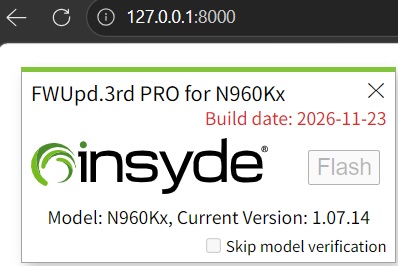 127.0.0.1:8000
FWUpd.3rd PRO for N960Kx
Build date: 2026-11-23
insyde®
Flash
Model: N960Kx, Current Version: 1.07.14
Skip model verification